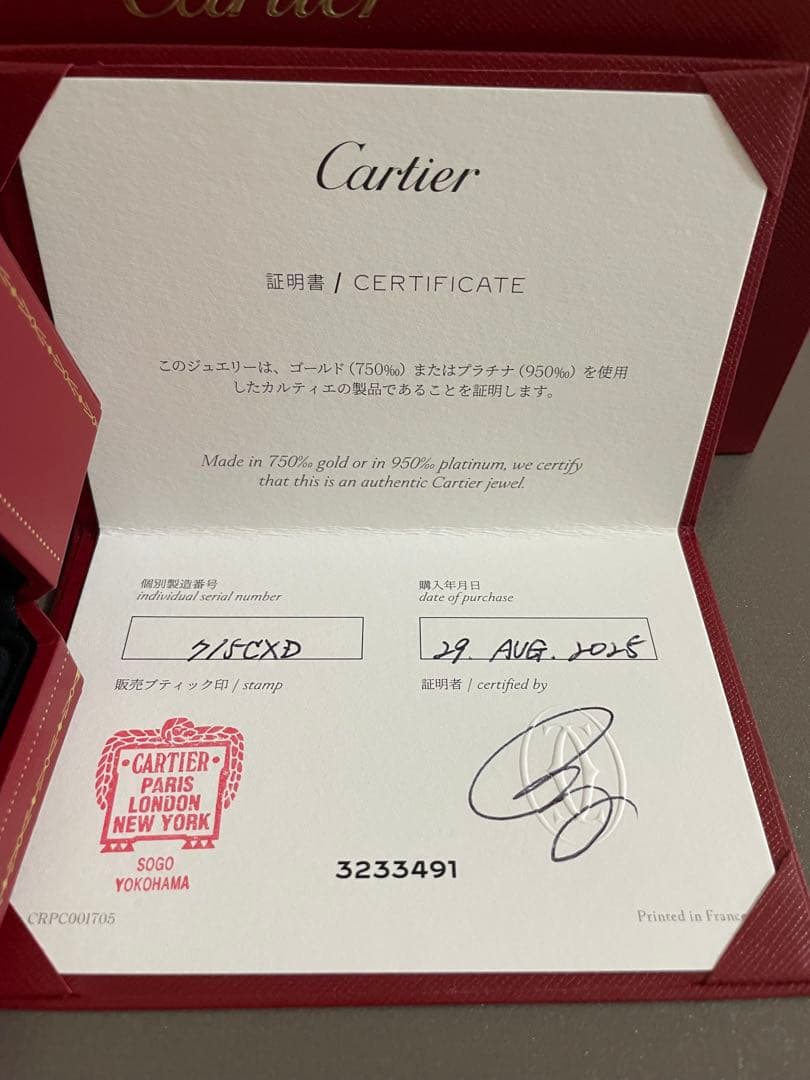 Cartier
Cartier
証明書 / CERTIFICATE
このジュエリーは、ゴールド（750‰）またはプラチナ（950‰）を使用
したカルティエの製品であることを証明します。
Made in 750‰ gold or in 950‰ platinum, we certify
that this is an authentic Cartier jewel.
個別製造番号
individual serial number
購入年月日
date of purchase
715CXD
29. AUG. 2025
販売ブティック印 / stamp
証明者 / certified by
CARTIER
PARIS
LONDON
NEW YORK
SOGO
YOKOHAMA
3233491
CRPC001705
Printed in France